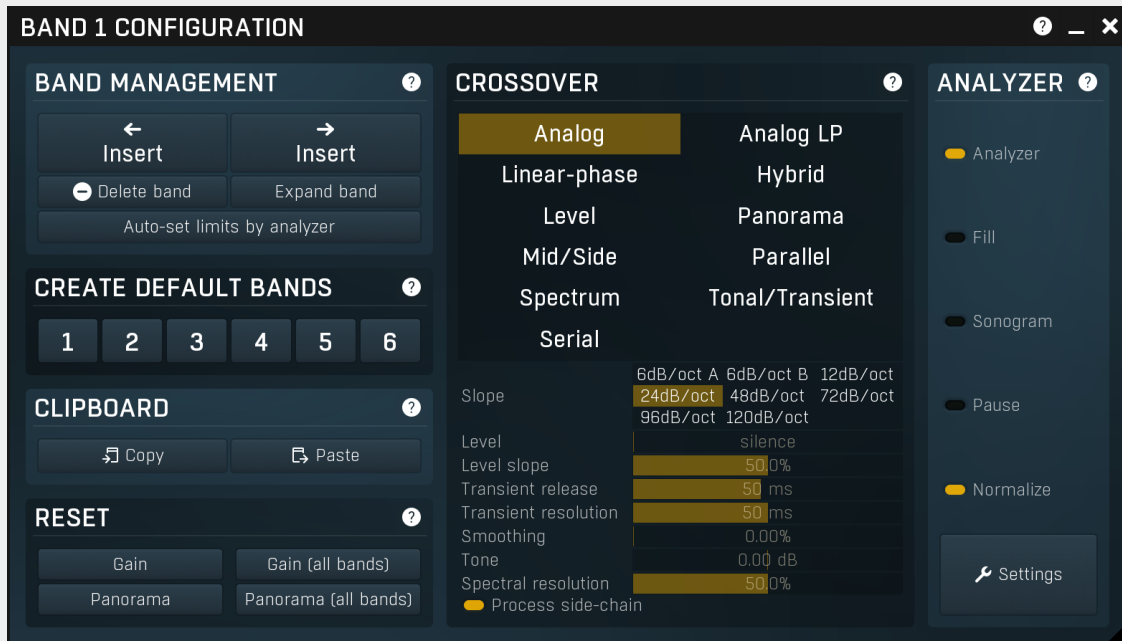 BAND 1 CONFIGURATION
?
BAND MANAGEMENT ?
← Insert → Insert
Delete band Expand band
Auto-set limits by analyzer
CREATE DEFAULT BANDS ?
1 2 3 4 5 6
CLIPBOARD ?
Copy Paste
RESET ?
Gain Gain (all bands)
Panorama Panorama (all bands)
CROSSOVER ?
Analog Analog LP
Linear-phase Hybrid
Level Panorama
Mid/Side Parallel
Spectrum Tonal/Transient
Serial
6dB/oct A 6dB/oct B 12dB/oct
Slope 24dB/oct 48dB/oct 72dB/oct
96dB/oct 120dB/oct
Level silence
Level slope 50.0%
Transient release 50 ms
Transient resolution 50 ms
Smoothing 0.00%
Tone 0.00 dB
Spectral resolution 50.0%
Process side-chain
ANALYZER ?
Analyzer
Fill
Sonogram
Pause
Normalize
Settings